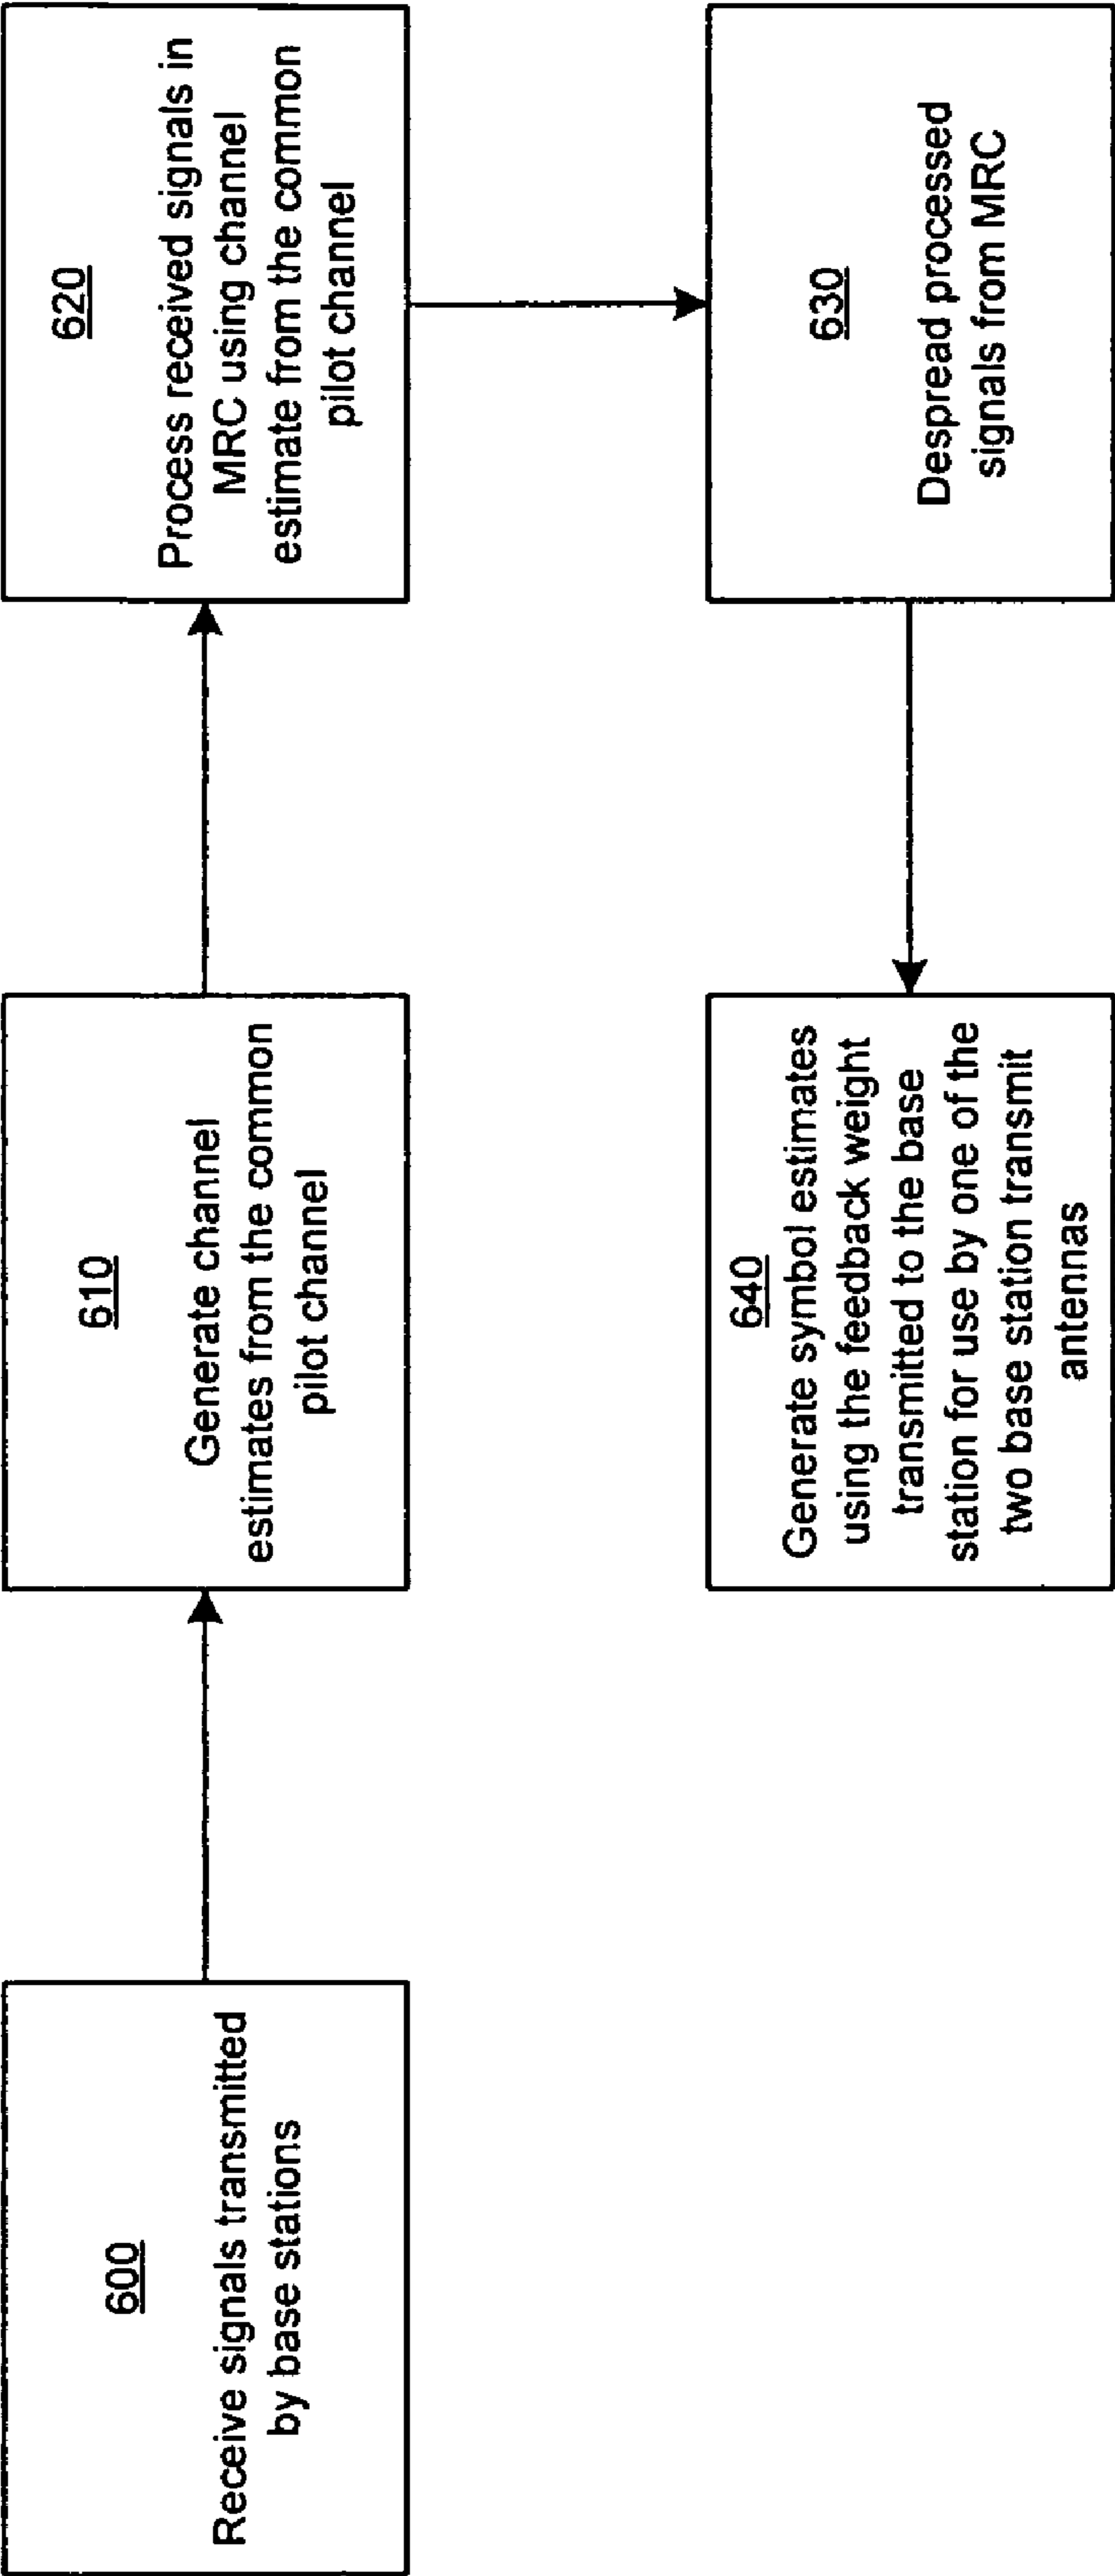 600
Receive signals transmitted
by base stations
610
Generate channel
estimates from the common
pilot channel
620
Process received signals in
MRC using channel
estimate from the common
pilot channel
630
Despread processed
signals from MRC
640
Generate symbol estimates
using the feedback weight
transmitted to the base
station for use by one of the
two base station transmit
antennas